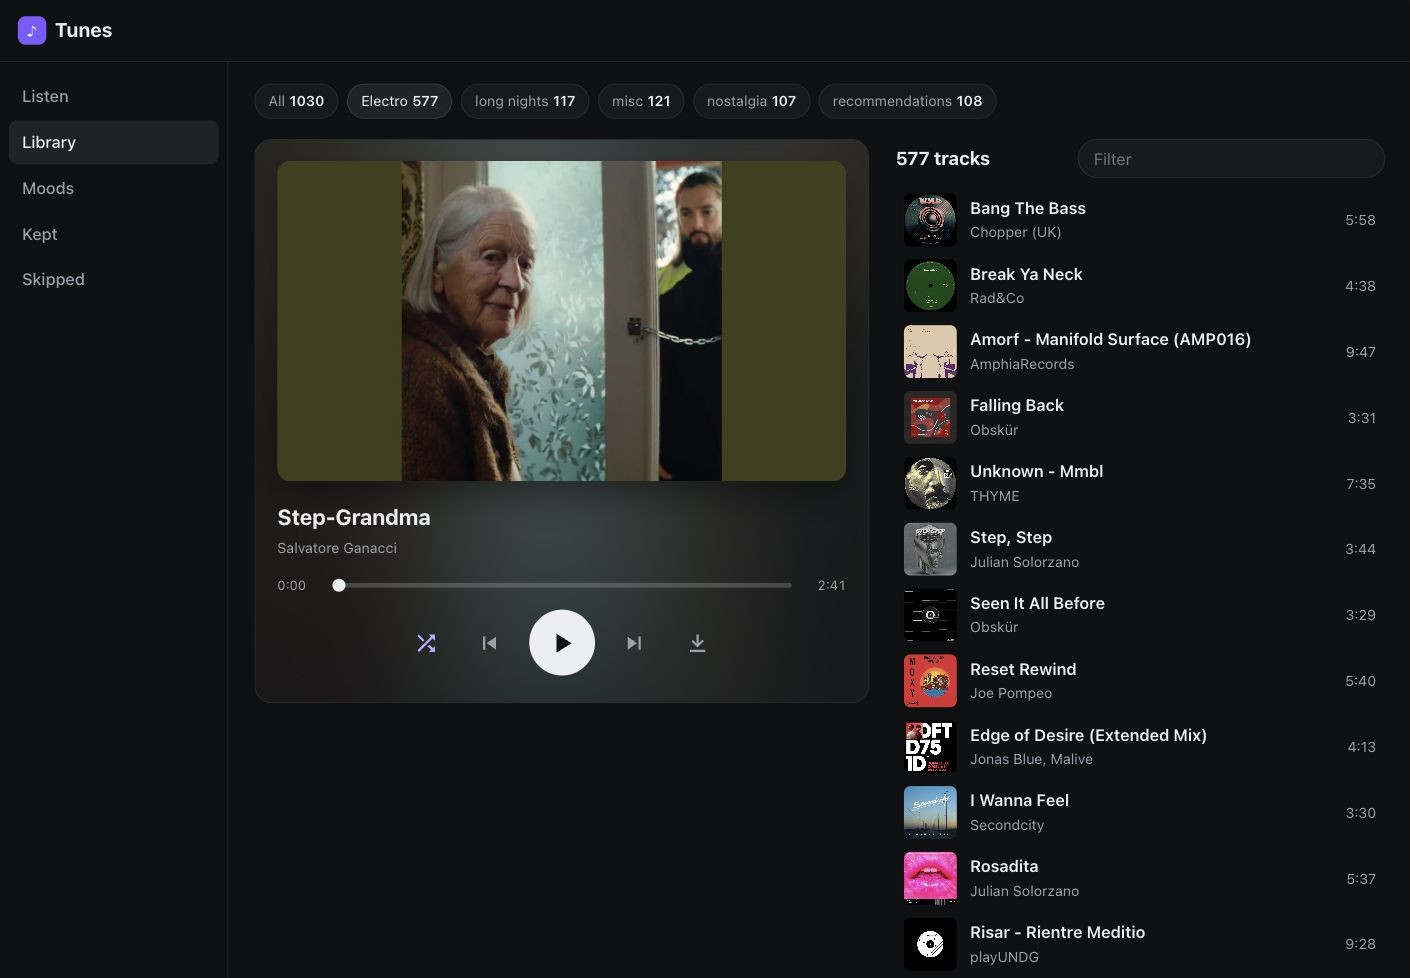 Tunes
Listen
Library
Moods
Kept
Skipped
All 1030
Electro 577
long nights 117
misc 121
nostalgia 107
recommendations 108
Step-Grandma
Salvatore Ganacci
0:00
2:41
577 tracks
Filter
Bang The Bass
Chopper (UK)
5:58
Break Ya Neck
Rad&Co
4:38
Amorf - Manifold Surface (AMP016)
AmphiaRecords
9:47
Falling Back
Obskür
3:31
Unknown - Mmbl
THYME
7:35
Step, Step
Julian Solorzano
3:44
Seen It All Before
Obskür
3:29
MOXY
Reset Rewind
Joe Pompeo
5:40
DFT
D75
1D
Edge of Desire (Extended Mix)
Jonas Blue, Malive
4:13
Secondcity
I Wanna Feel
Secondcity
3:30
Rosadita
Julian Solorzano
5:37
Risar - Rientre Meditio
playUNDG
9:28